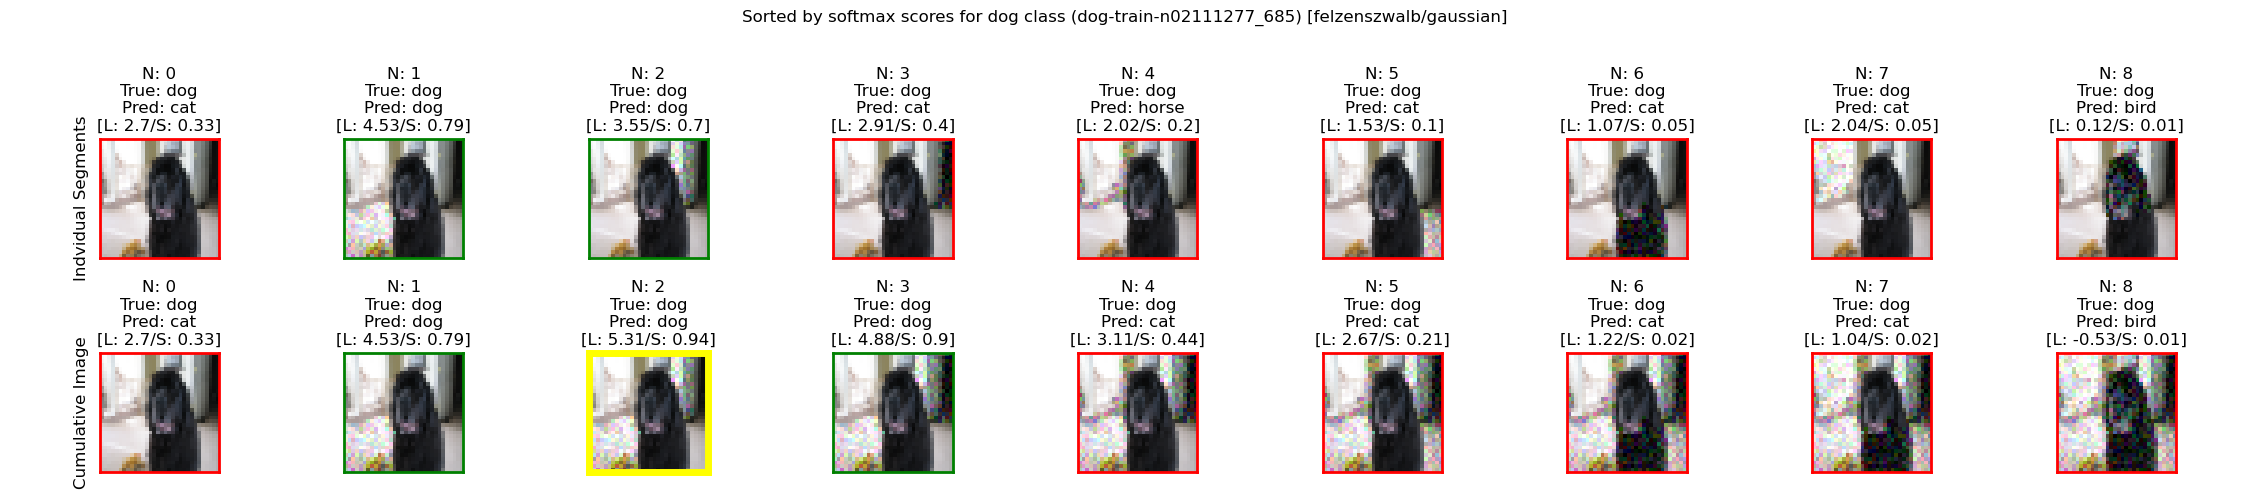 Sorted by softmax scores for dog class (dog-train-n02111277_685) [felzenszwalb/gaussian]
Indvidual Segments
N: 0
True: dog
Pred: cat
[L: 2.7/S: 0.33]
N: 1
True: dog
Pred: dog
[L: 4.53/S: 0.79]
N: 2
True: dog
Pred: dog
[L: 3.55/S: 0.7]
N: 3
True: dog
Pred: cat
[L: 2.91/S: 0.4]
N: 4
True: dog
Pred: horse
[L: 2.02/S: 0.2]
N: 5
True: dog
Pred: cat
[L: 1.53/S: 0.1]
N: 6
True: dog
Pred: cat
[L: 1.07/S: 0.05]
N: 7
True: dog
Pred: cat
[L: 2.04/S: 0.05]
N: 8
True: dog
Pred: bird
[L: 0.12/S: 0.01]
Cumulative Image
N: 0
True: dog
Pred: cat
[L: 2.7/S: 0.33]
N: 1
True: dog
Pred: dog
[L: 4.53/S: 0.79]
N: 2
True: dog
Pred: dog
[L: 5.31/S: 0.94]
N: 3
True: dog
Pred: dog
[L: 4.88/S: 0.9]
N: 4
True: dog
Pred: cat
[L: 3.11/S: 0.44]
N: 5
True: dog
Pred: cat
[L: 2.67/S: 0.21]
N: 6
True: dog
Pred: cat
[L: 1.22/S: 0.02]
N: 7
True: dog
Pred: cat
[L: 1.04/S: 0.02]
N: 8
True: dog
Pred: bird
[L: -0.53/S: 0.01]